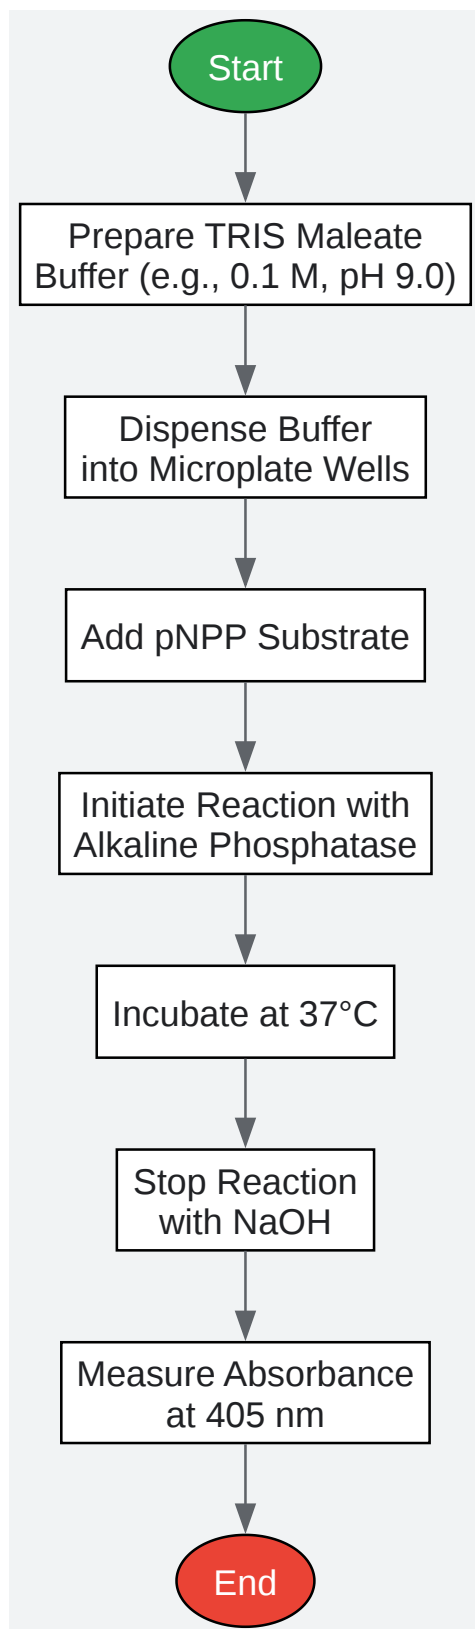 Start
Prepare TRIS Maleate
Buffer (e.g., 0.1 M, pH 9.0)
Dispense Buffer
into Microplate Wells
Add pNPP Substrate
Initiate Reaction with
Alkaline Phosphatase
Incubate at 37°C
Stop Reaction
with NaOH
Measure Absorbance
at 405 nm
End